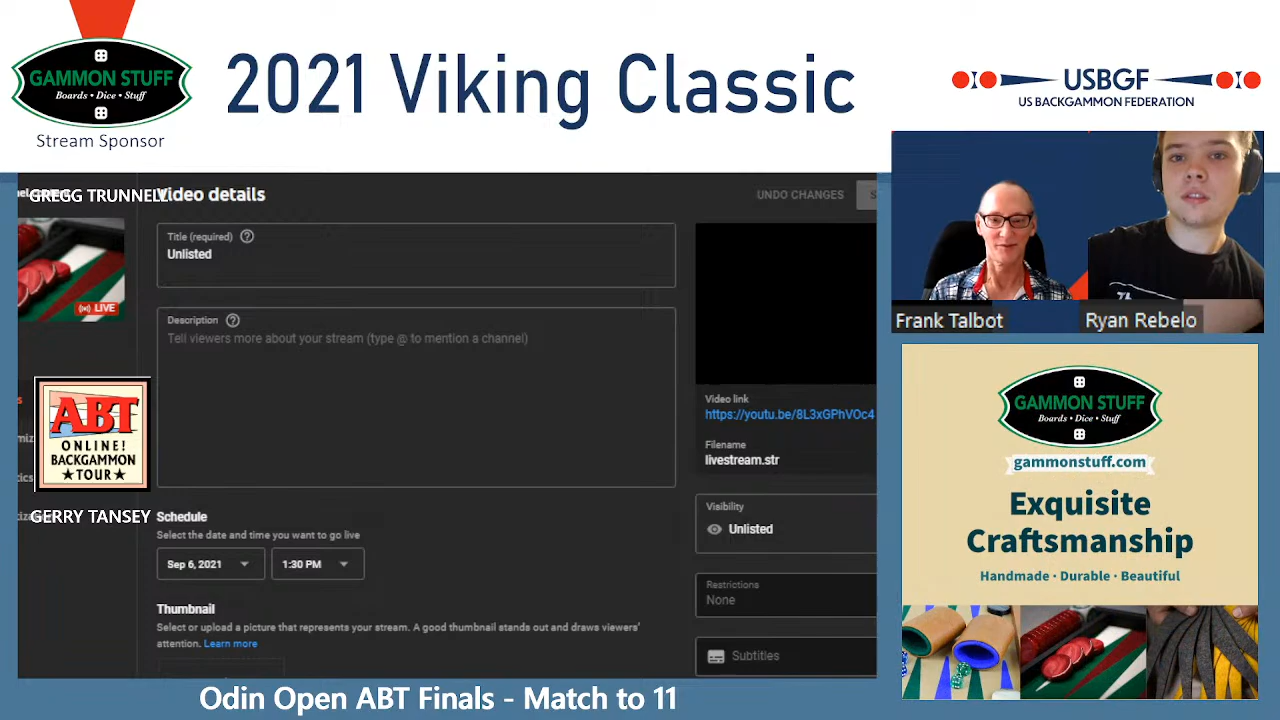 GAMMON STUFF
Boards • Dice • Stuff
Stream Sponsor
2021 Viking Classic
USBGF
US BACKGAMMON FEDERATION
GREGG TRUNNELL
Video details
UNDO CHANGES
Title (required)
Unlisted
LIVE
Description
Tell viewers more about your stream (type @ to mention a channel)
Video link
https://youtu.be/8L3xGPhVOc4
Filename
livestream.str
ABT
ONLINE!
BACKGAMMON
TOUR
GERRY TANSEY
Schedule
Select the date and time you want to go live
Sep 6, 2021
1:30 PM
Thumbnail
Select or upload a picture that represents your stream. A good thumbnail stands out and draws viewers'
attention. Learn more
Visibility
Unlisted
Restrictions
None
Subtitles
Odin Open ABT Finals - Match to 11
Frank Talbot
Ryan Rebelo
GAMMON STUFF
Boards • Dice • Stuff
gammonstuff.com
Exquisite
Craftsmanship
Handmade · Durable · Beautiful